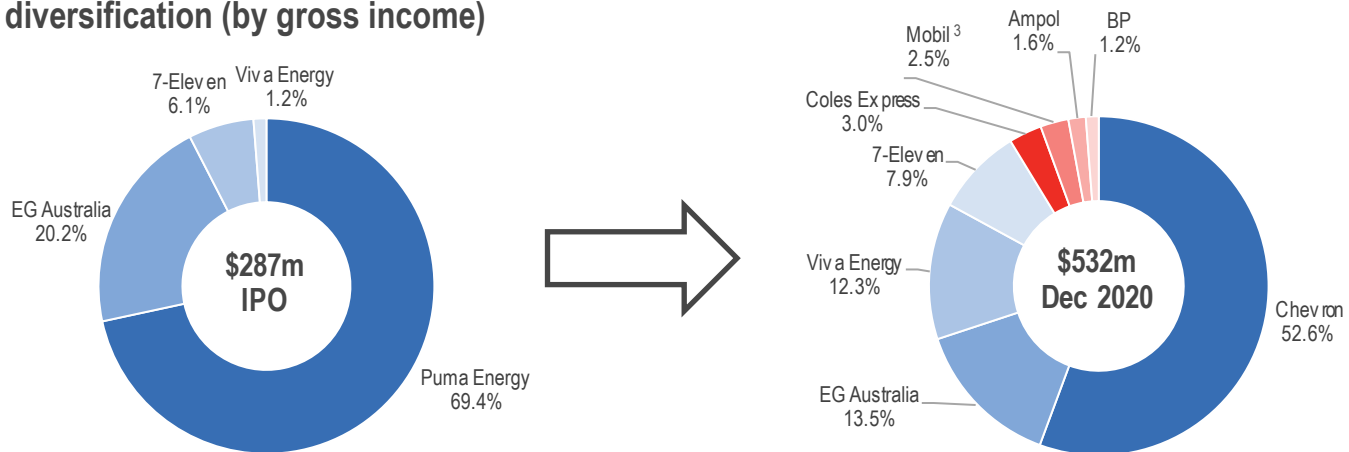 diversification (by gross income)
7-Eleven
6.1%
Viva Energy
1.2%
EG Australia
20.2%
$287m
IPO
Puma Energy
69.4%
Mobil 3
2.5%
Ampol
1.6%
BP
1.2%
Coles Express
3.0%
7-Eleven
7.9%
Viva Energy
12.3%
$532m
Dec 2020
Chevron
52.6%
EG Australia
13.5%